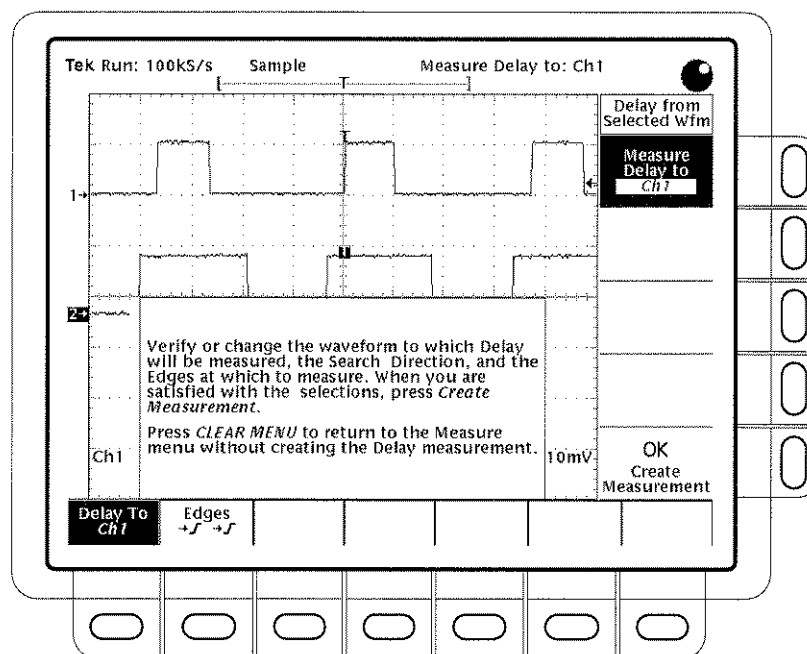 Tek Run: 100kS/s Sample Measure Delay to: Ch1
[ T ]
Delay from
Selected Wfm
Measure
Delay to
Ch1
T
1→
1
2→
Verify or change the waveform to which Delay
will be measured, the Search Direction, and the
Edges at which to measure. When you are
satisfied with the selections, press Create
Measurement.
Press CLEAR MENU to return to the Measure
menu without creating the Delay measurement.
Ch1
10mV
OK
Create
Measurement
Delay To
Ch1
Edges